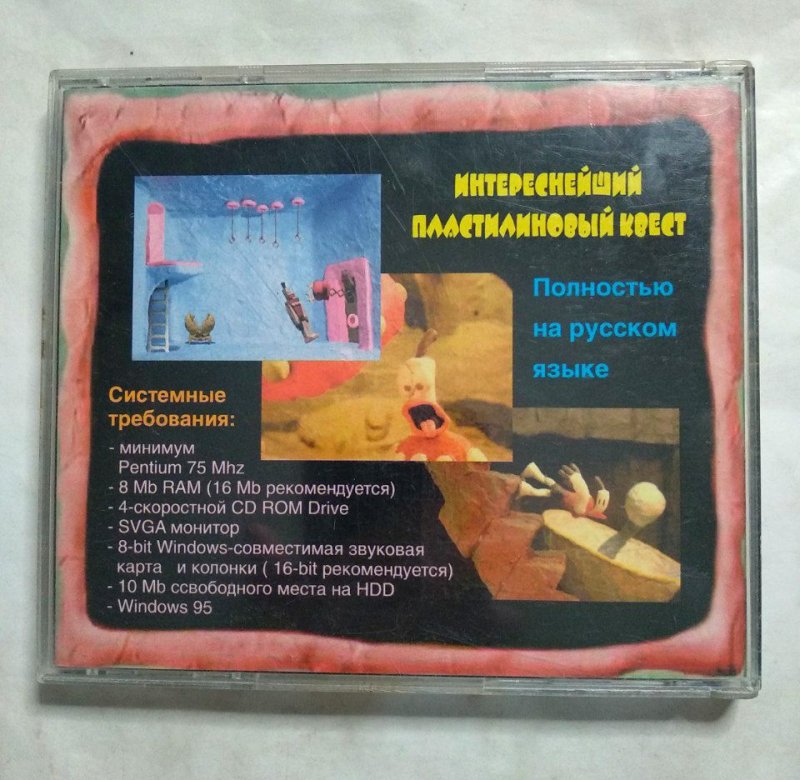 ИНТЕРЕСНЕЙШИЙ
ПЛАСТИЛИНОВЫЙ КВЕСТ
Полностью
на русском
языке
Системные
требования:
- минимум
Pentium 75 Mhz
- 8 Mb RAM (16 Mb рекомендуется)
- 4-скоростной CD ROM Drive
- SVGA монитор
- 8-bit Windows-совместимая звуковая
карта и колонки ( 16-bit рекомендуется)
- 10 Mb ссвободного места на HDD
- Windows 95